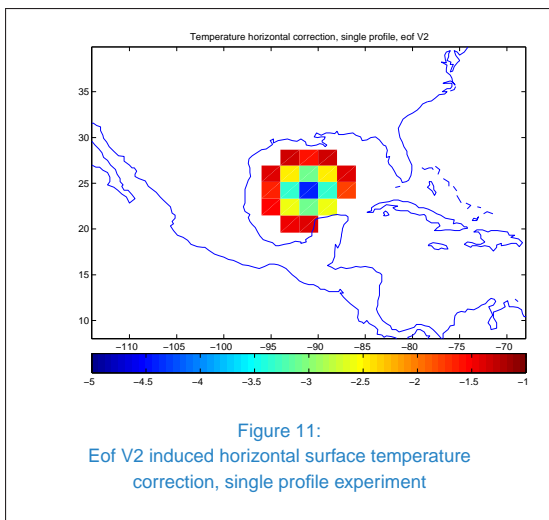 Temperature horizontal correction, single profile, eof V2
35
30
25
20
15
10
−110 −105 −100 −95 −90 −85 −80 −75 −70
−5 −4.5 −4 −3.5 −3 −2.5 −2 −1.5 −1
Figure 11:
Eof V2 induced horizontal surface temperature
correction, single profile experiment